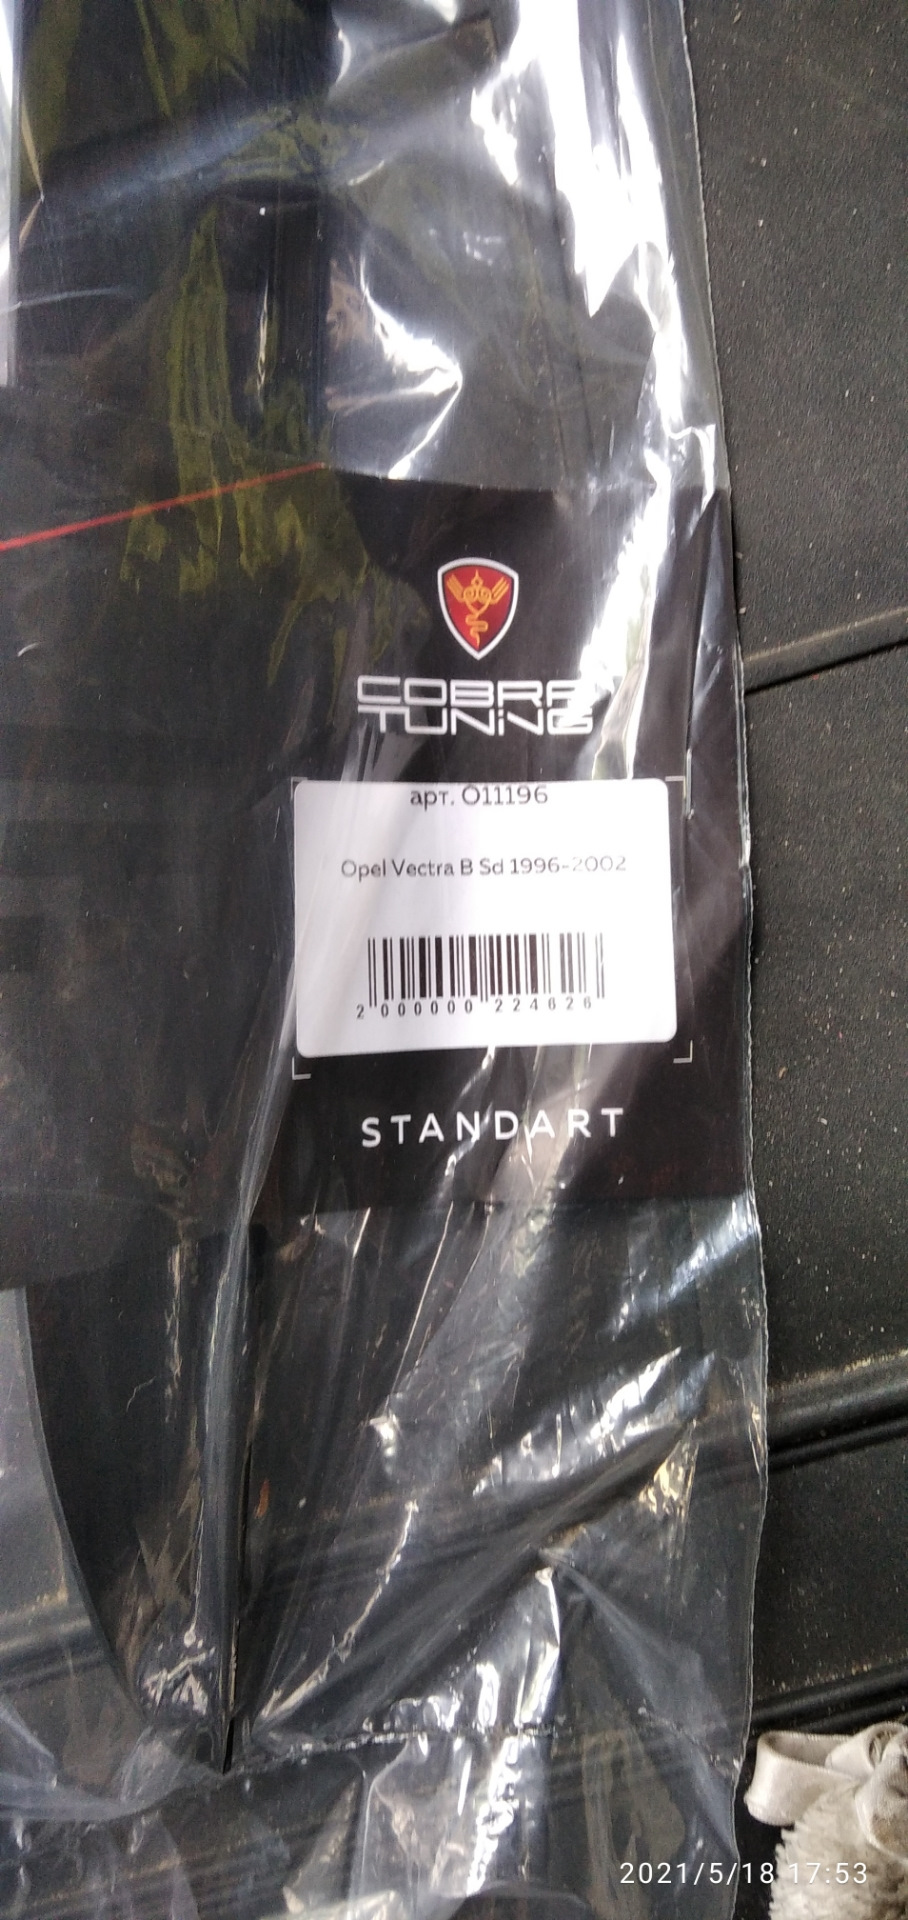 COBRA
TUNiNG
арт. O11196
Opel Vectra B Sd 1996-2002
2 000000 224626
STANDART
2021/5/18 17:53